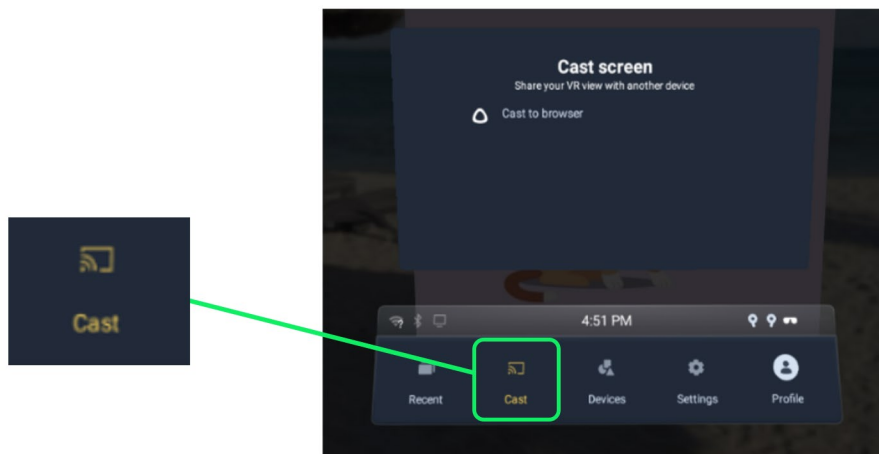 Cast screen
Share your VR view with another device
Cast to browser
Cast
4:51 PM
Recent
Cast
Devices
Settings
Profile